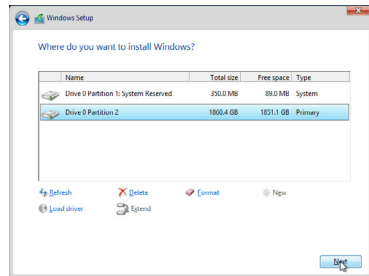 Windows Setup
Where do you want to install Windows?
Name Total size Free space Type
Drive 0 Partition 1: System Reserved 350.0 MB 89.0 MB System
Drive 0 Partition 2 1860.4 GB 1851.1 GB Primary
Refresh Delete Format New
Load driver Extend
Next